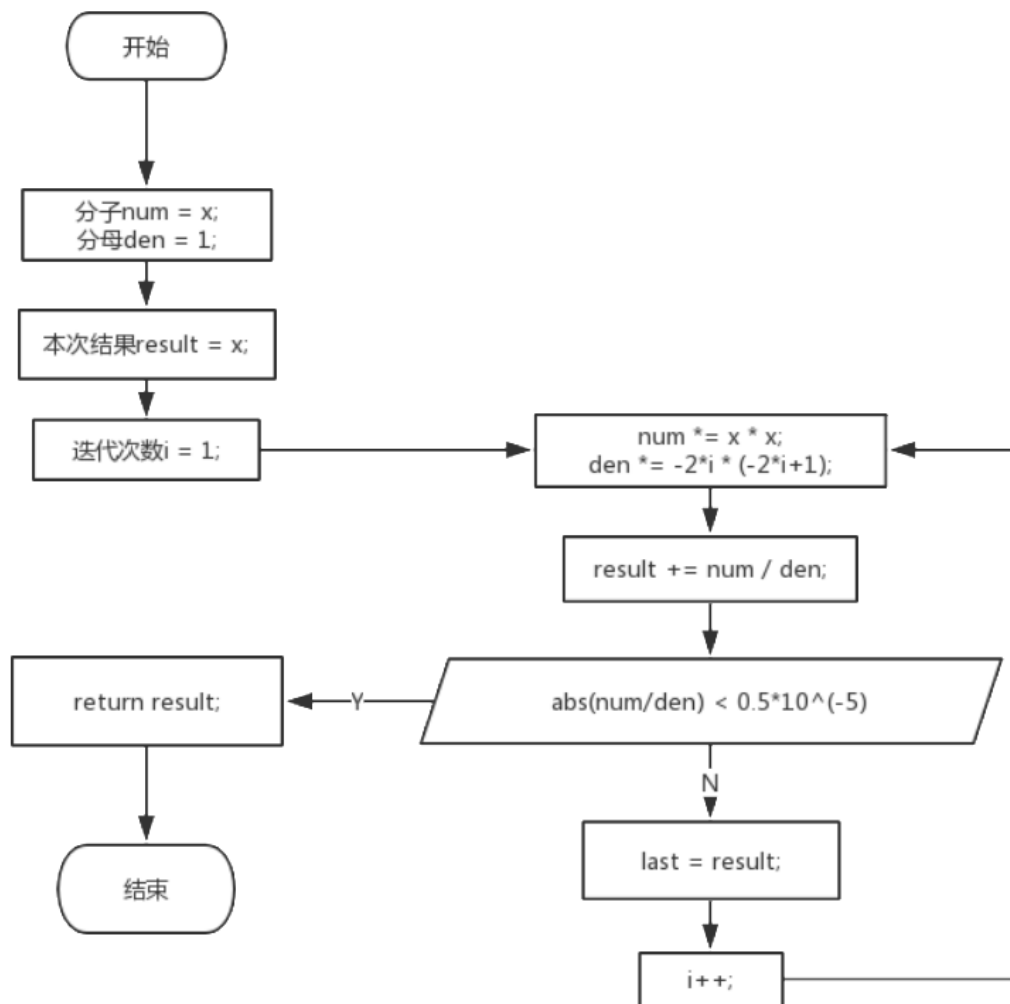 开始
分子num = x;
分母den = 1;
本次结果result = x;
迭代次数i = 1;
num *= x * x;
den *= -2*i * (-2*i+1);
result += num / den;
abs(num/den) < 0.5*10^(-5)
Y
return result;
结束
N
last = result;
i++;